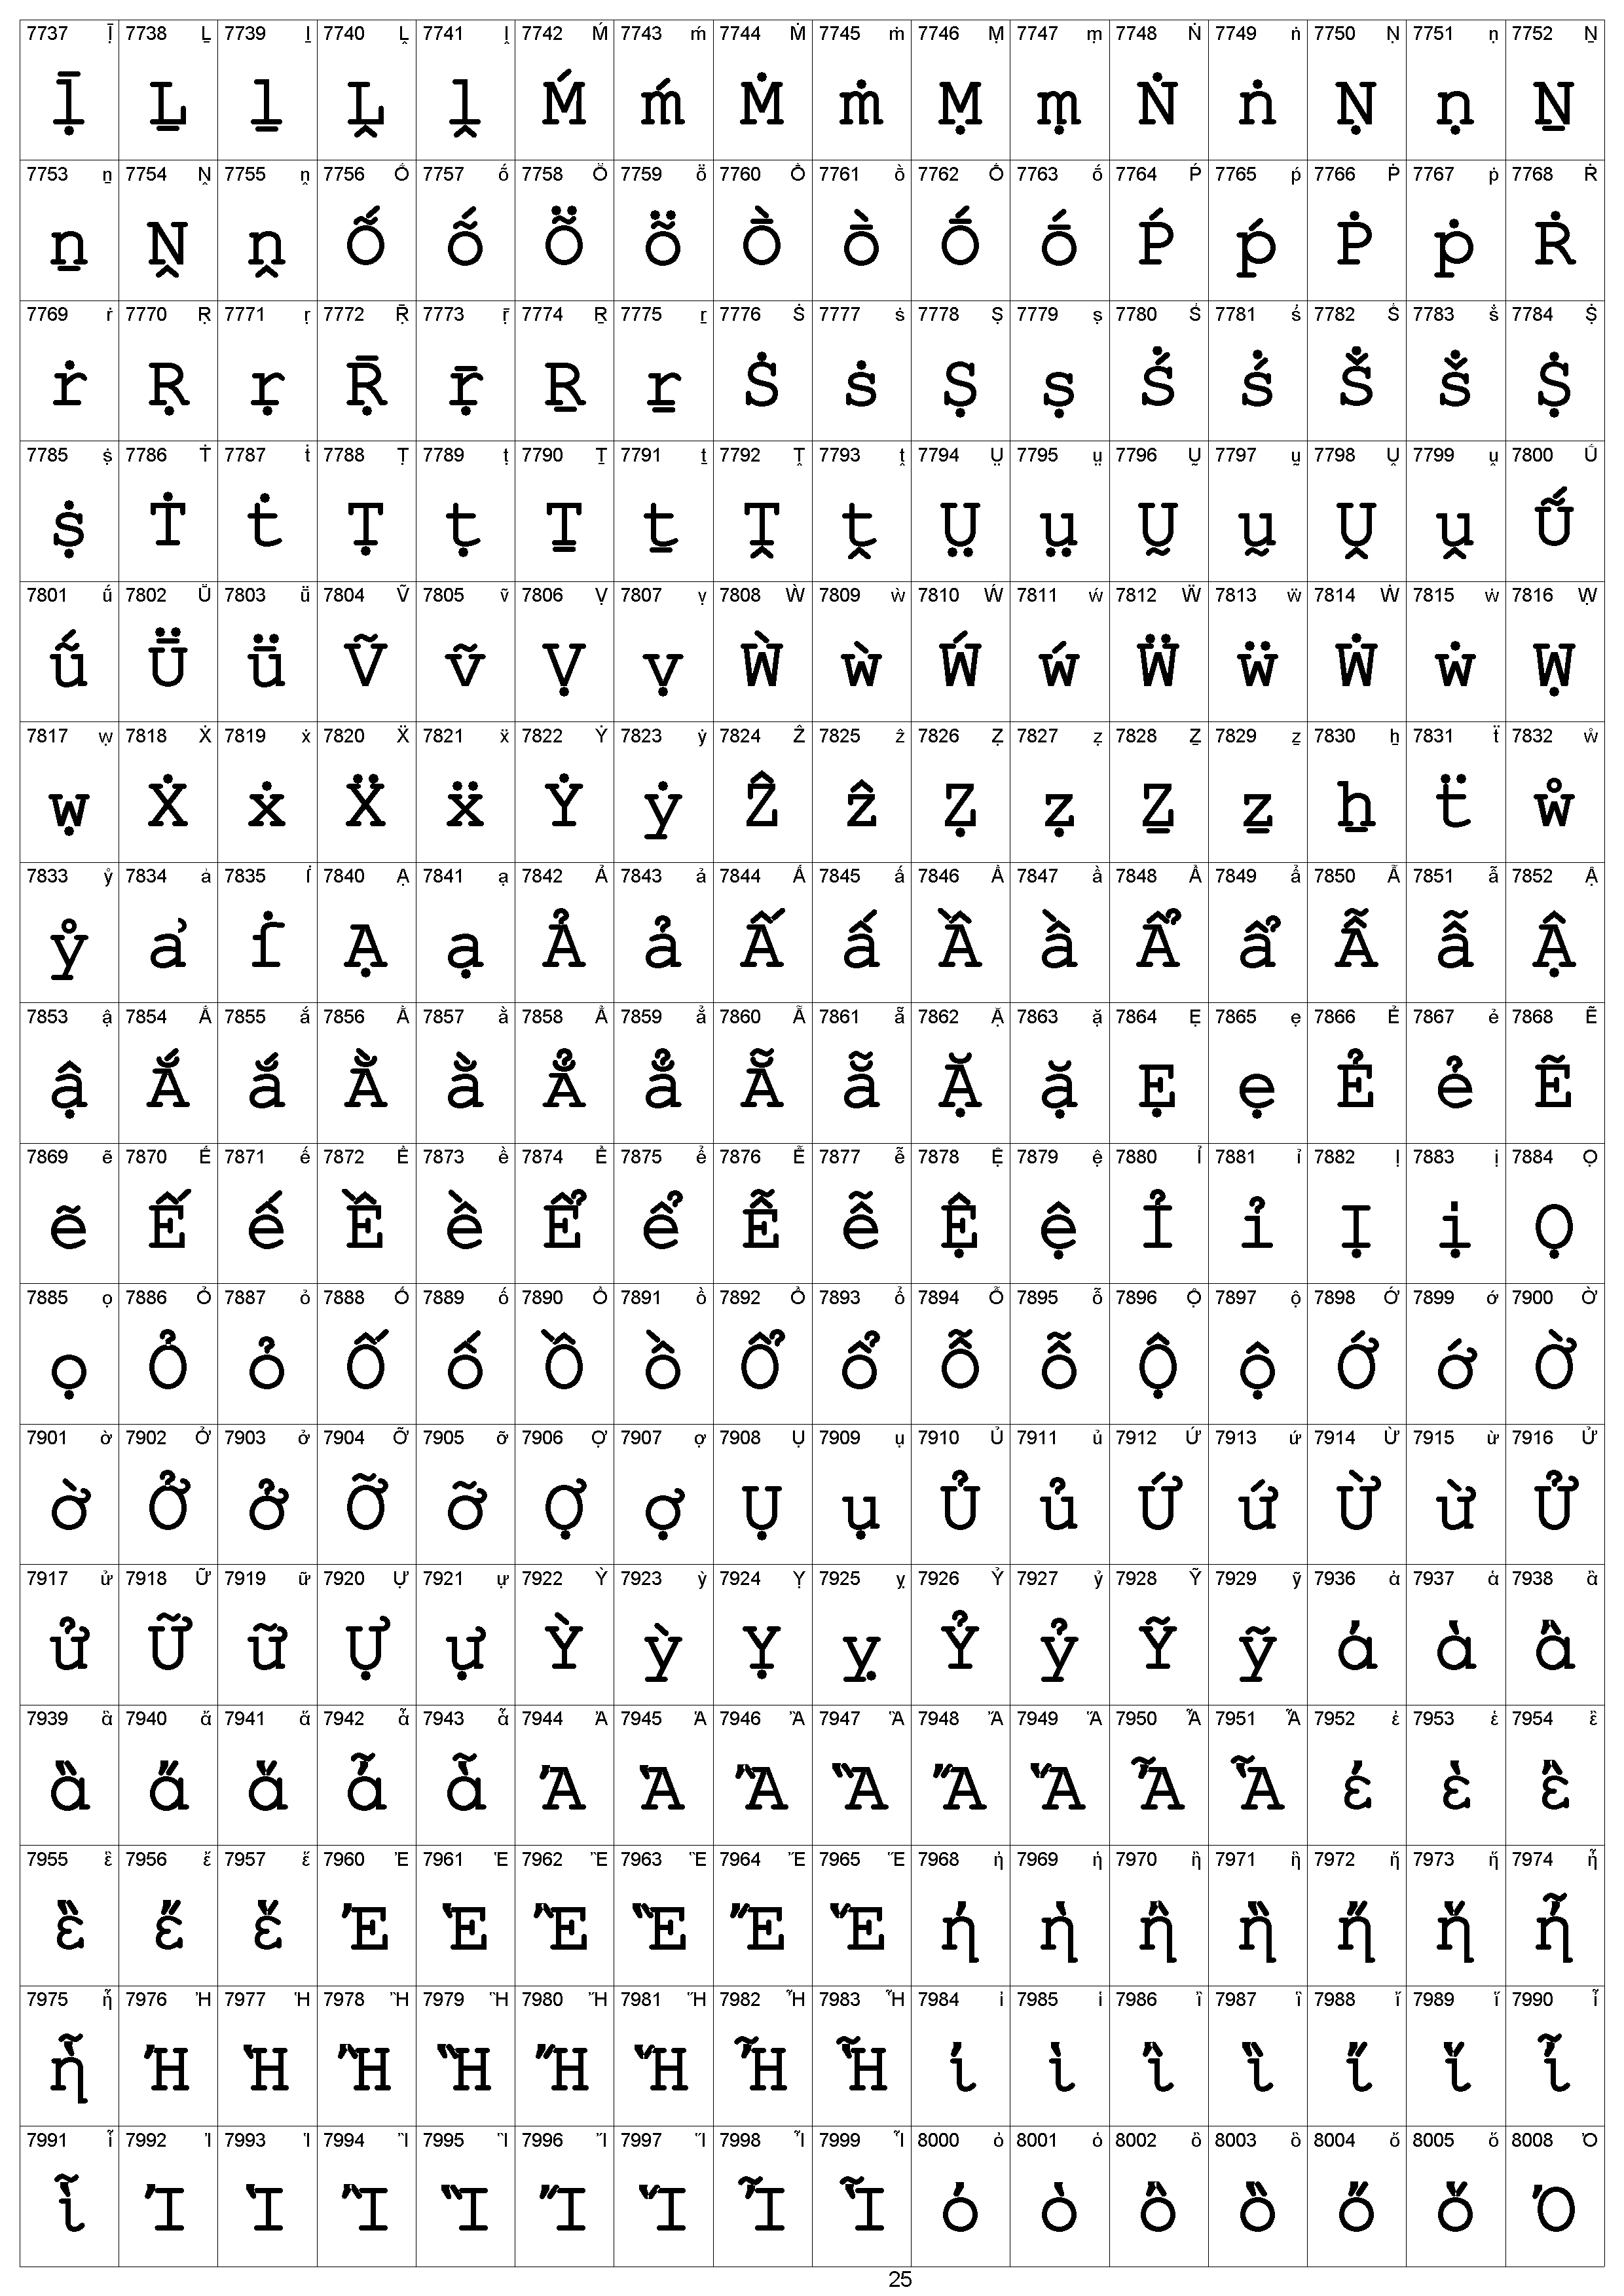 7737 ḹ 7738 Ḻ 7739 ḻ 7740 Ḽ 7741 ḽ 7742 Ḿ 7743 ḿ 7744 Ṁ 7745 ṁ 7746 Ṃ 7747 ṃ 7748 Ṅ 7749 ṅ 7750 Ṇ 7751 ṇ 7752 Ṉ
ḹ Ḻ ḻ Ḽ ḽ Ḿ ḿ Ṁ ṁ Ṃ ṃ Ṅ ṅ Ṇ ṇ Ṉ
7753 ṉ 7754 Ṋ 7755 ṋ 7756 Ṍ 7757 ṍ 7758 Ṏ 7759 ṏ 7760 Ṑ 7761 ṑ 7762 Ṓ 7763 ṓ 7764 Ṕ 7765 ṕ 7766 Ṗ 7767 ṗ 7768 Ṙ
ṉ Ṋ ṋ Ṍ ṍ Ṏ ṏ Ṑ ṑ Ṓ ṓ Ṕ ṕ Ṗ ṗ Ṙ
7769 ṙ 7770 Ṛ 7771 ṛ 7772 Ṝ 7773 ṝ 7774 Ṟ 7775 ṟ 7776 Ṡ 7777 ṡ 7778 Ṣ 7779 ṣ 7780 Ṥ 7781 ṥ 7782 Ṧ 7783 ṧ 7784 Ṩ
ṙ Ṛ ṛ Ṝ ṝ Ṟ ṟ Ṡ ṡ Ṣ ṣ Ṥ ṥ Ṧ ṧ Ṩ
7785 ṩ 7786 Ṫ 7787 ṫ 7788 Ṭ 7789 ṭ 7790 Ṯ 7791 ṯ 7792 Ṱ 7793 ṱ 7794 Ṳ 7795 ṳ 7796 Ṵ 7797 ṵ 7798 Ṷ 7799 ṷ 7800 Ṹ
ṩ Ṫ ṫ Ṭ ṭ Ṯ ṯ Ṱ ṱ Ṳ ṳ Ṵ ṵ Ṷ ṷ Ṹ
7801 ṹ 7802 Ṻ 7803 ṻ 7804 Ṽ 7805 ṽ 7806 Ṿ 7807 ṿ 7808 Ẁ 7809 ẁ 7810 Ẃ 7811 ẃ 7812 Ẅ 7813 ẅ 7814 Ẇ 7815 ẇ 7816 Ẉ
ṹ Ṻ ṻ Ṽ ṽ Ṿ ṿ Ẁ ẁ Ẃ ẃ Ẅ ẅ Ẇ ẇ Ẉ
7817 ẉ 7818 Ẋ 7819 ẋ 7820 Ẍ 7821 ẍ 7822 Ẏ 7823 ẏ 7824 Ẑ 7825 ẑ 7826 Ẓ 7827 ẓ 7828 Ẕ 7829 ẕ 7830 ẖ 7831 ẗ 7832 ẘ
ẉ Ẋ ẋ Ẍ ẍ Ẏ ẏ Ẑ ẑ Ẓ ẓ Ẕ ẕ ẖ ẗ ẘ
7833 ẙ 7834 ẚ 7835 ẛ 7840 Ạ 7841 ạ 7842 Ả 7843 ả 7844 Ấ 7845 ấ 7846 Ầ 7847 ầ 7848 Ẩ 7849 ẩ 7850 Ẫ 7851 ẫ 7852 Ậ
ẙ ẚ ẛ Ạ ạ Ả ả Ấ ấ Ầ ầ Ẩ ẩ Ẫ ẫ Ậ
7853 ậ 7854 Ắ 7855 ắ 7856 Ằ 7857 ằ 7858 Ẳ 7859 ẳ 7860 Ẵ 7861 ẵ 7862 Ặ 7863 ặ 7864 Ẹ 7865 ẹ 7866 Ẻ 7867 ẻ 7868 Ẽ
ậ Ắ ắ Ằ ằ Ẳ ẳ Ẵ ẵ Ặ ặ Ẹ ẹ Ẻ ẻ Ẽ
7869 ẽ 7870 Ế 7871 ế 7872 Ề 7873 ề 7874 Ể 7875 ể 7876 Ễ 7877 ễ 7878 Ệ 7879 ệ 7880 Ỉ 7881 ỉ 7882 Ị 7883 ị 7884 Ọ
ẽ Ế ế Ề ề Ể ể Ễ ễ Ệ ệ Ỉ ỉ Ị ị Ọ
7885 ọ 7886 Ỏ 7887 ỏ 7888 Ố 7889 ố 7890 Ồ 7891 ồ 7892 Ổ 7893 ổ 7894 Ỗ 7895 ỗ 7896 Ộ 7897 ộ 7898 Ớ 7899 ớ 7900 Ờ
ọ Ỏ ỏ Ố ố Ồ ồ Ổ ổ Ỗ ỗ Ộ ộ Ớ ớ Ờ
7901 ờ 7902 Ở 7903 ở 7904 Ỡ 7905 ỡ 7906 Ợ 7907 ợ 7908 Ụ 7909 ụ 7910 Ủ 7911 ủ 7912 Ứ 7913 ứ 7914 Ừ 7915 ừ 7916 Ử
ờ Ở ở Ỡ ỡ Ợ ợ Ụ ụ Ủ ủ Ứ ứ Ừ ừ Ử
7917 ử 7918 Ữ 7919 ữ 7920 Ự 7921 ự 7922 Ỳ 7923 ỳ 7924 Ỵ 7925 ỵ 7926 Ỷ 7927 ỷ 7928 Ỹ 7929 ỹ 7936 ἀ 7937 ἁ 7938 ἂ
ử Ữ ữ Ự ự Ỳ ỳ Ỵ ỵ Ỷ ỷ Ỹ ỹ ἀ ἁ ἂ
7939 ἃ 7940 ἄ 7941 ἅ 7942 ἆ 7943 ἇ 7944 Ἀ 7945 Ἁ 7946 Ἂ 7947 Ἃ 7948 Ἄ 7949 Ἅ 7950 Ἆ 7951 Ἇ 7952 ἐ 7953 ἑ 7954 ἒ
ἃ ἄ ἅ ἆ ἇ Ἀ Ἁ Ἂ Ἃ Ἄ Ἅ Ἆ Ἇ ἐ ἑ ἒ
7955 ἓ 7956 ἔ 7957 ἕ 7960 Ἐ 7961 Ἑ 7962 Ἒ 7963 Ἓ 7964 Ἔ 7965 Ἕ 7968 ἠ 7969 ἡ 7970 ἢ 7971 ἣ 7972 ἤ 7973 ἥ 7974 ἦ
ἓ ἔ ἕ Ἐ Ἑ Ἒ Ἓ Ἔ Ἕ ἠ ἡ ἢ ἣ ἤ ἥ ἦ
7975 ἧ 7976 Ἠ 7977 Ἡ 7978 Ἢ 7979 Ἣ 7980 Ἤ 7981 Ἥ 7982 Ἦ 7983 Ἧ 7984 ἰ 7985 ἱ 7986 ἲ 7987 ἳ 7988 ἴ 7989 ἵ 7990 ἶ
ἧ Ἠ Ἡ Ἢ Ἣ Ἤ Ἥ Ἦ Ἧ ἰ ἱ ἲ ἳ ἴ ἵ ἶ
7991 ἷ 7992 Ἰ 7993 Ἱ 7994 Ἲ 7995 Ἳ 7996 Ἴ 7997 Ἵ 7998 Ἶ 7999 Ἷ 8000 ὀ 8001 ὁ 8002 ὂ 8003 ὃ 8004 ὄ 8005 ὅ 8008 Ὀ
ἷ Ἰ Ἱ Ἲ Ἳ Ἴ Ἵ Ἶ Ἷ ὀ ὁ ὂ ὃ ὄ ὅ Ὀ
25